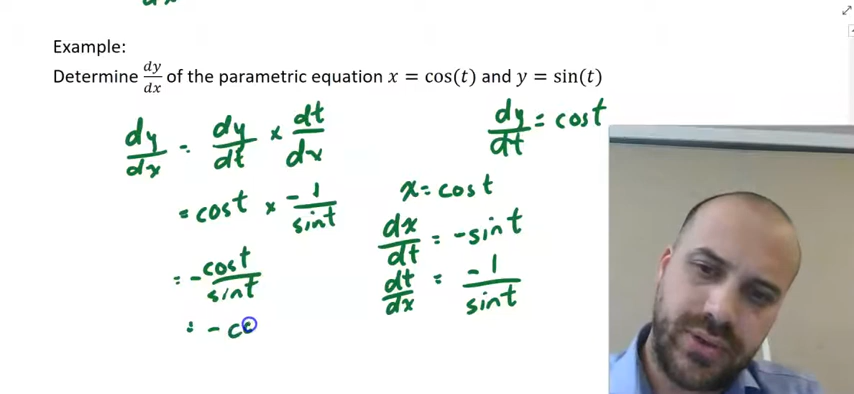 Example:
Determine dy/dx of the parametric equation x = cos(t) and y = sin(t)
dy/dx = dy/dt × dt/dx
= cost × -1/sint
= -cost/sint
= - co
dy/dt = cost
x = cost
dx/dt = -sint
dt/dx = -1/sint